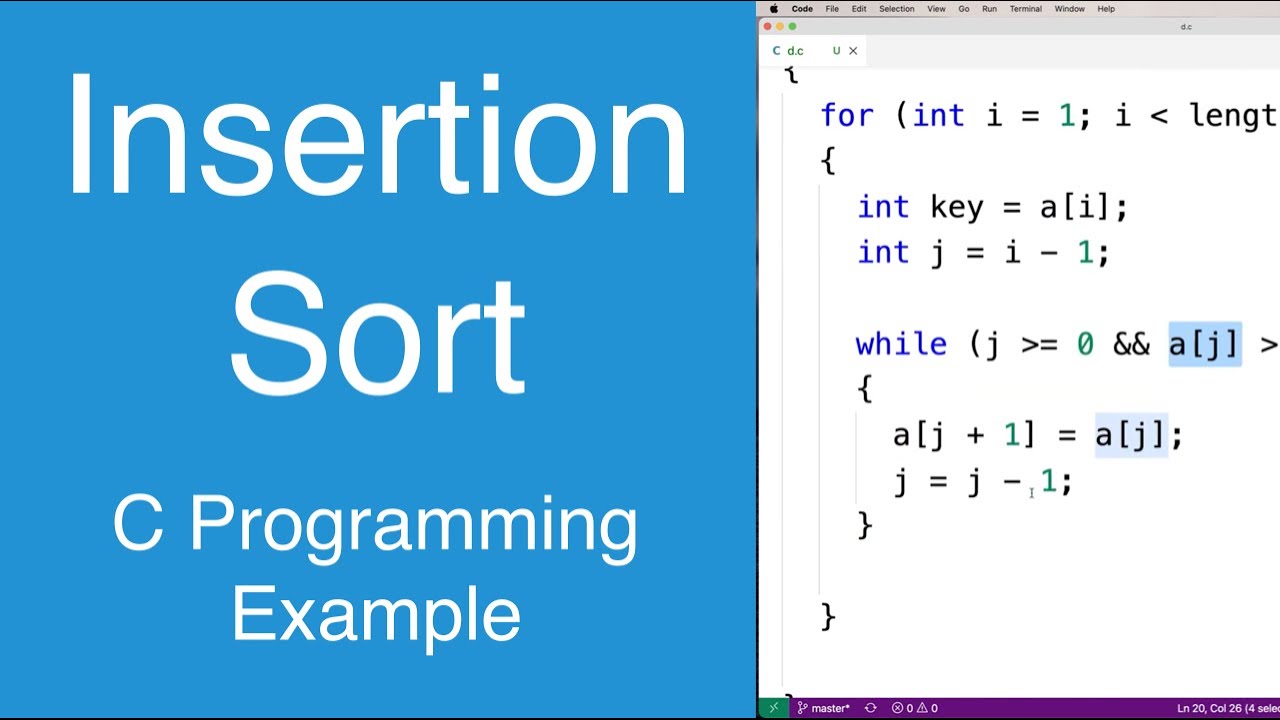 Insertion
Sort
C Programming
Example
Code File Edit Selection View Go Run Terminal Window Help
d.c
C d.c U
{
for (int i = 1; i < lengt
{
int key = a[i];
int j = i - 1;
while (j >= 0 && a[j] >
{
a[j + 1] = a[j];
j = j - 1;
}
}
master* 0 0 Ln 20, Col 26 (4 selec